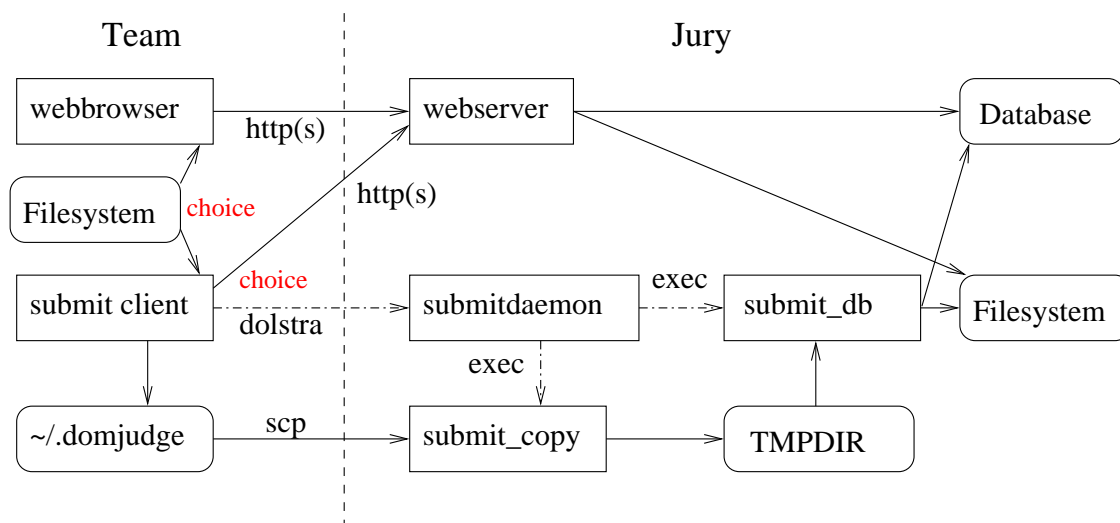 Team
Jury
webbrowser
http(s)
webserver
Database
Filesystem
choice
http(s)
submit client
choice
dolstra
submitdaemon
exec
submit_db
Filesystem
exec
~/.domjudge
scp
submit_copy
TMPDIR